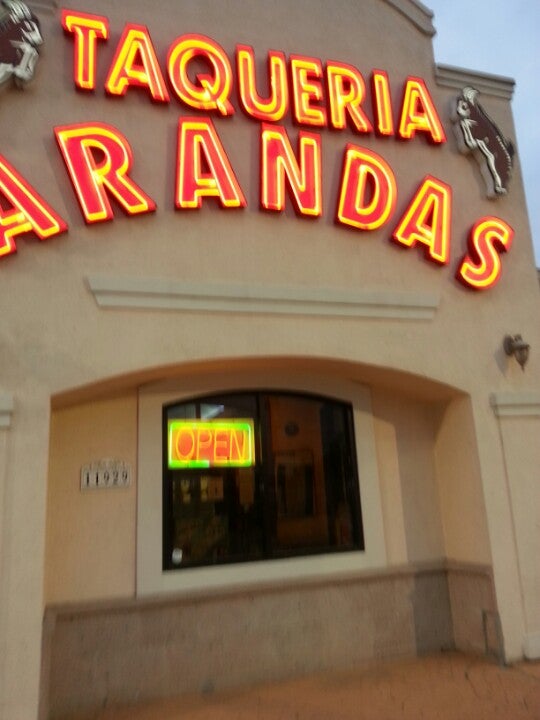 TAQUERIA
ARANDAS
OPEN
11929